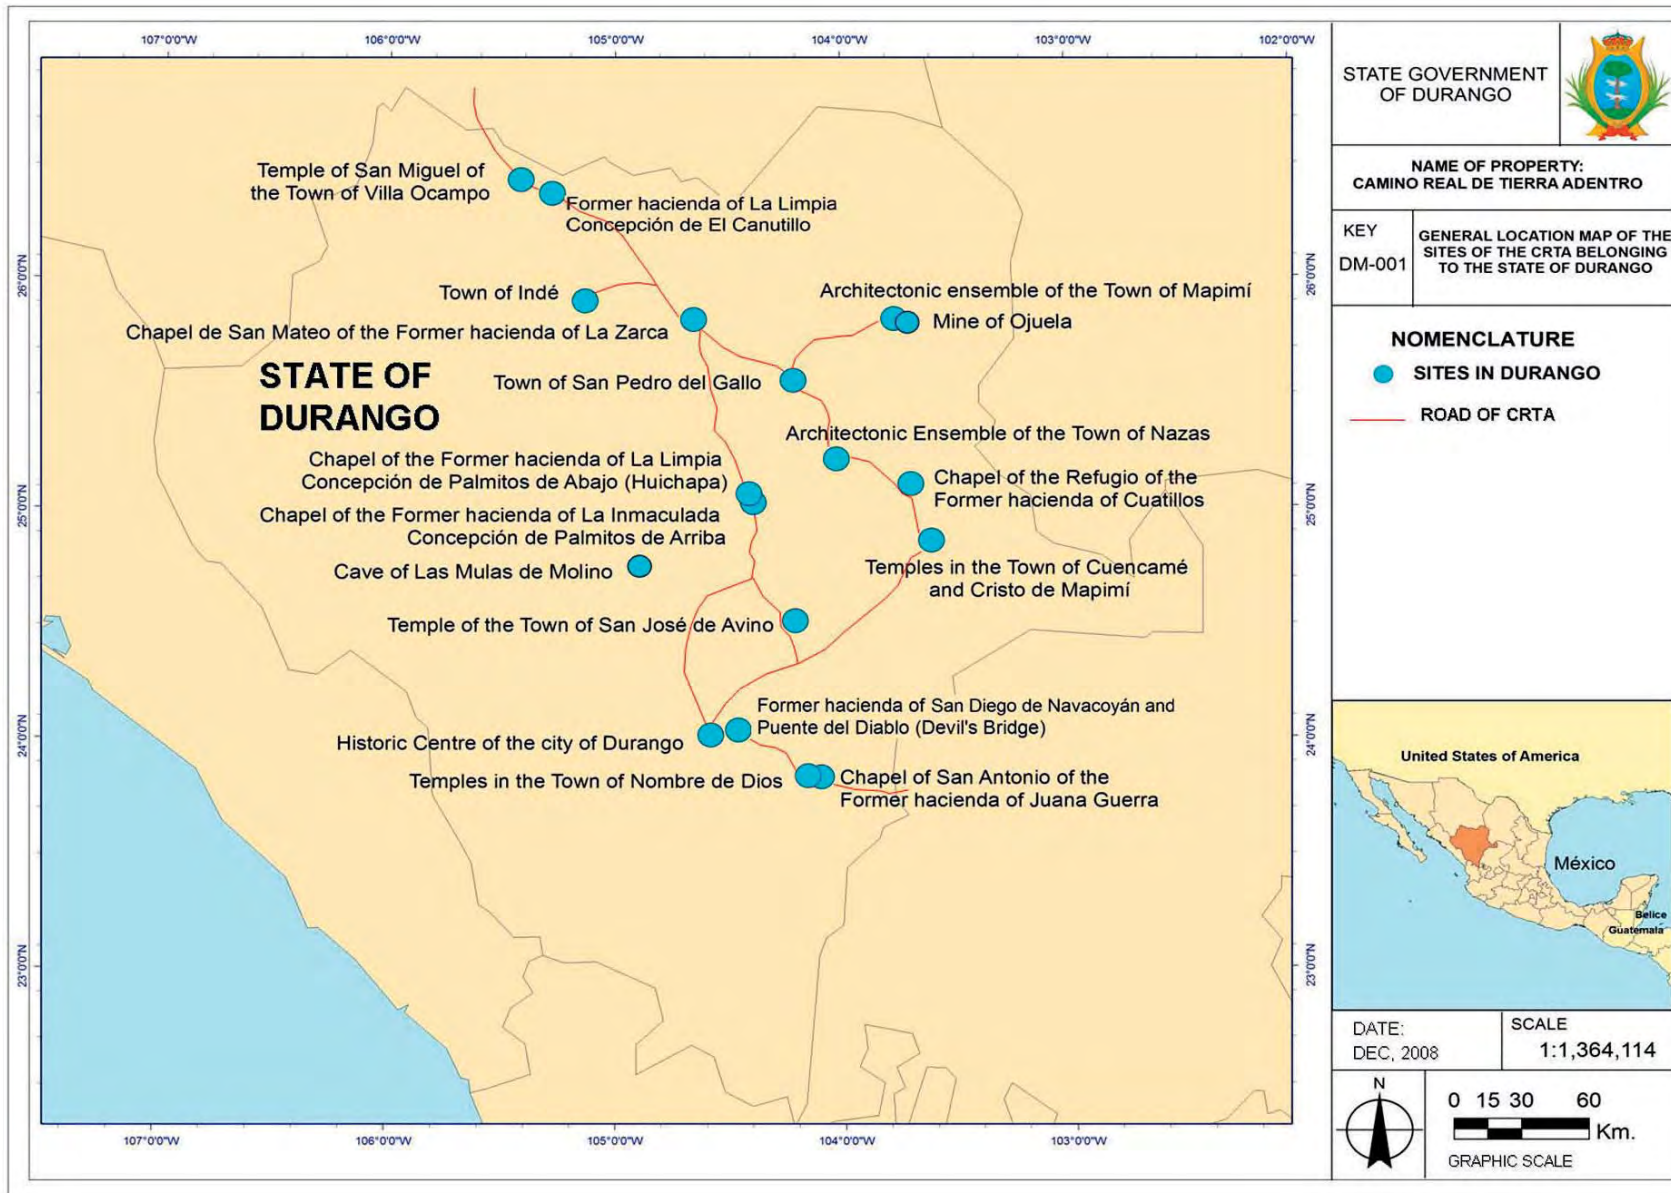 107°0'0"W
106°0'0"W
105°0'0"W
104°0'0"W
103°0'0"W
102°0'0"W
26°0'0"N
25°0'0"N
24°0'0"N
23°0'0"N
Temple of San Miguel of
the Town of Villa Ocampo
Former hacienda of La Limpia
Concepción de El Canutillo
Town of Indé
Architectonic ensemble of the Town of Mapimí
Mine of Ojuela
Chapel de San Mateo of the Former hacienda of La Zarca
STATE OF
DURANGO
Town of San Pedro del Gallo
Architectonic Ensemble of the Town of Nazas
Chapel of the Former hacienda of La Limpia
Concepción de Palmitos de Abajo (Huichapa)
Chapel of the Refugio of the
Former hacienda of Cuatillos
Chapel of the Former hacienda of La Inmaculada
Concepción de Palmitos de Arriba
Cave of Las Mulas de Molino
Temples in the Town of Cuencamé
and Cristo de Mapimí
Temple of the Town of San José de Avino
Former hacienda of San Diego de Navacoyán and
Puente del Diablo (Devil's Bridge)
Historic Centre of the city of Durango
Temples in the Town of Nombre de Dios
Chapel of San Antonio of the
Former hacienda of Juana Guerra
26°0'0"N
25°0'0"N
24°0'0"N
23°0'0"N
107°0'0"W
106°0'0"W
105°0'0"W
104°0'0"W
103°0'0"W
STATE GOVERNMENT
OF DURANGO
NAME OF PROPERTY:
CAMINO REAL DE TIERRA ADENTRO
KEY
DM-001
GENERAL LOCATION MAP OF THE
SITES OF THE CRTA BELONGING
TO THE STATE OF DURANGO
NOMENCLATURE
SITES IN DURANGO
ROAD OF CRTA
United States of America
México
Belice
Guatemala
DATE:
DEC, 2008
SCALE
1:1,364,114
N
0 15 30 60
Km.
GRAPHIC SCALE